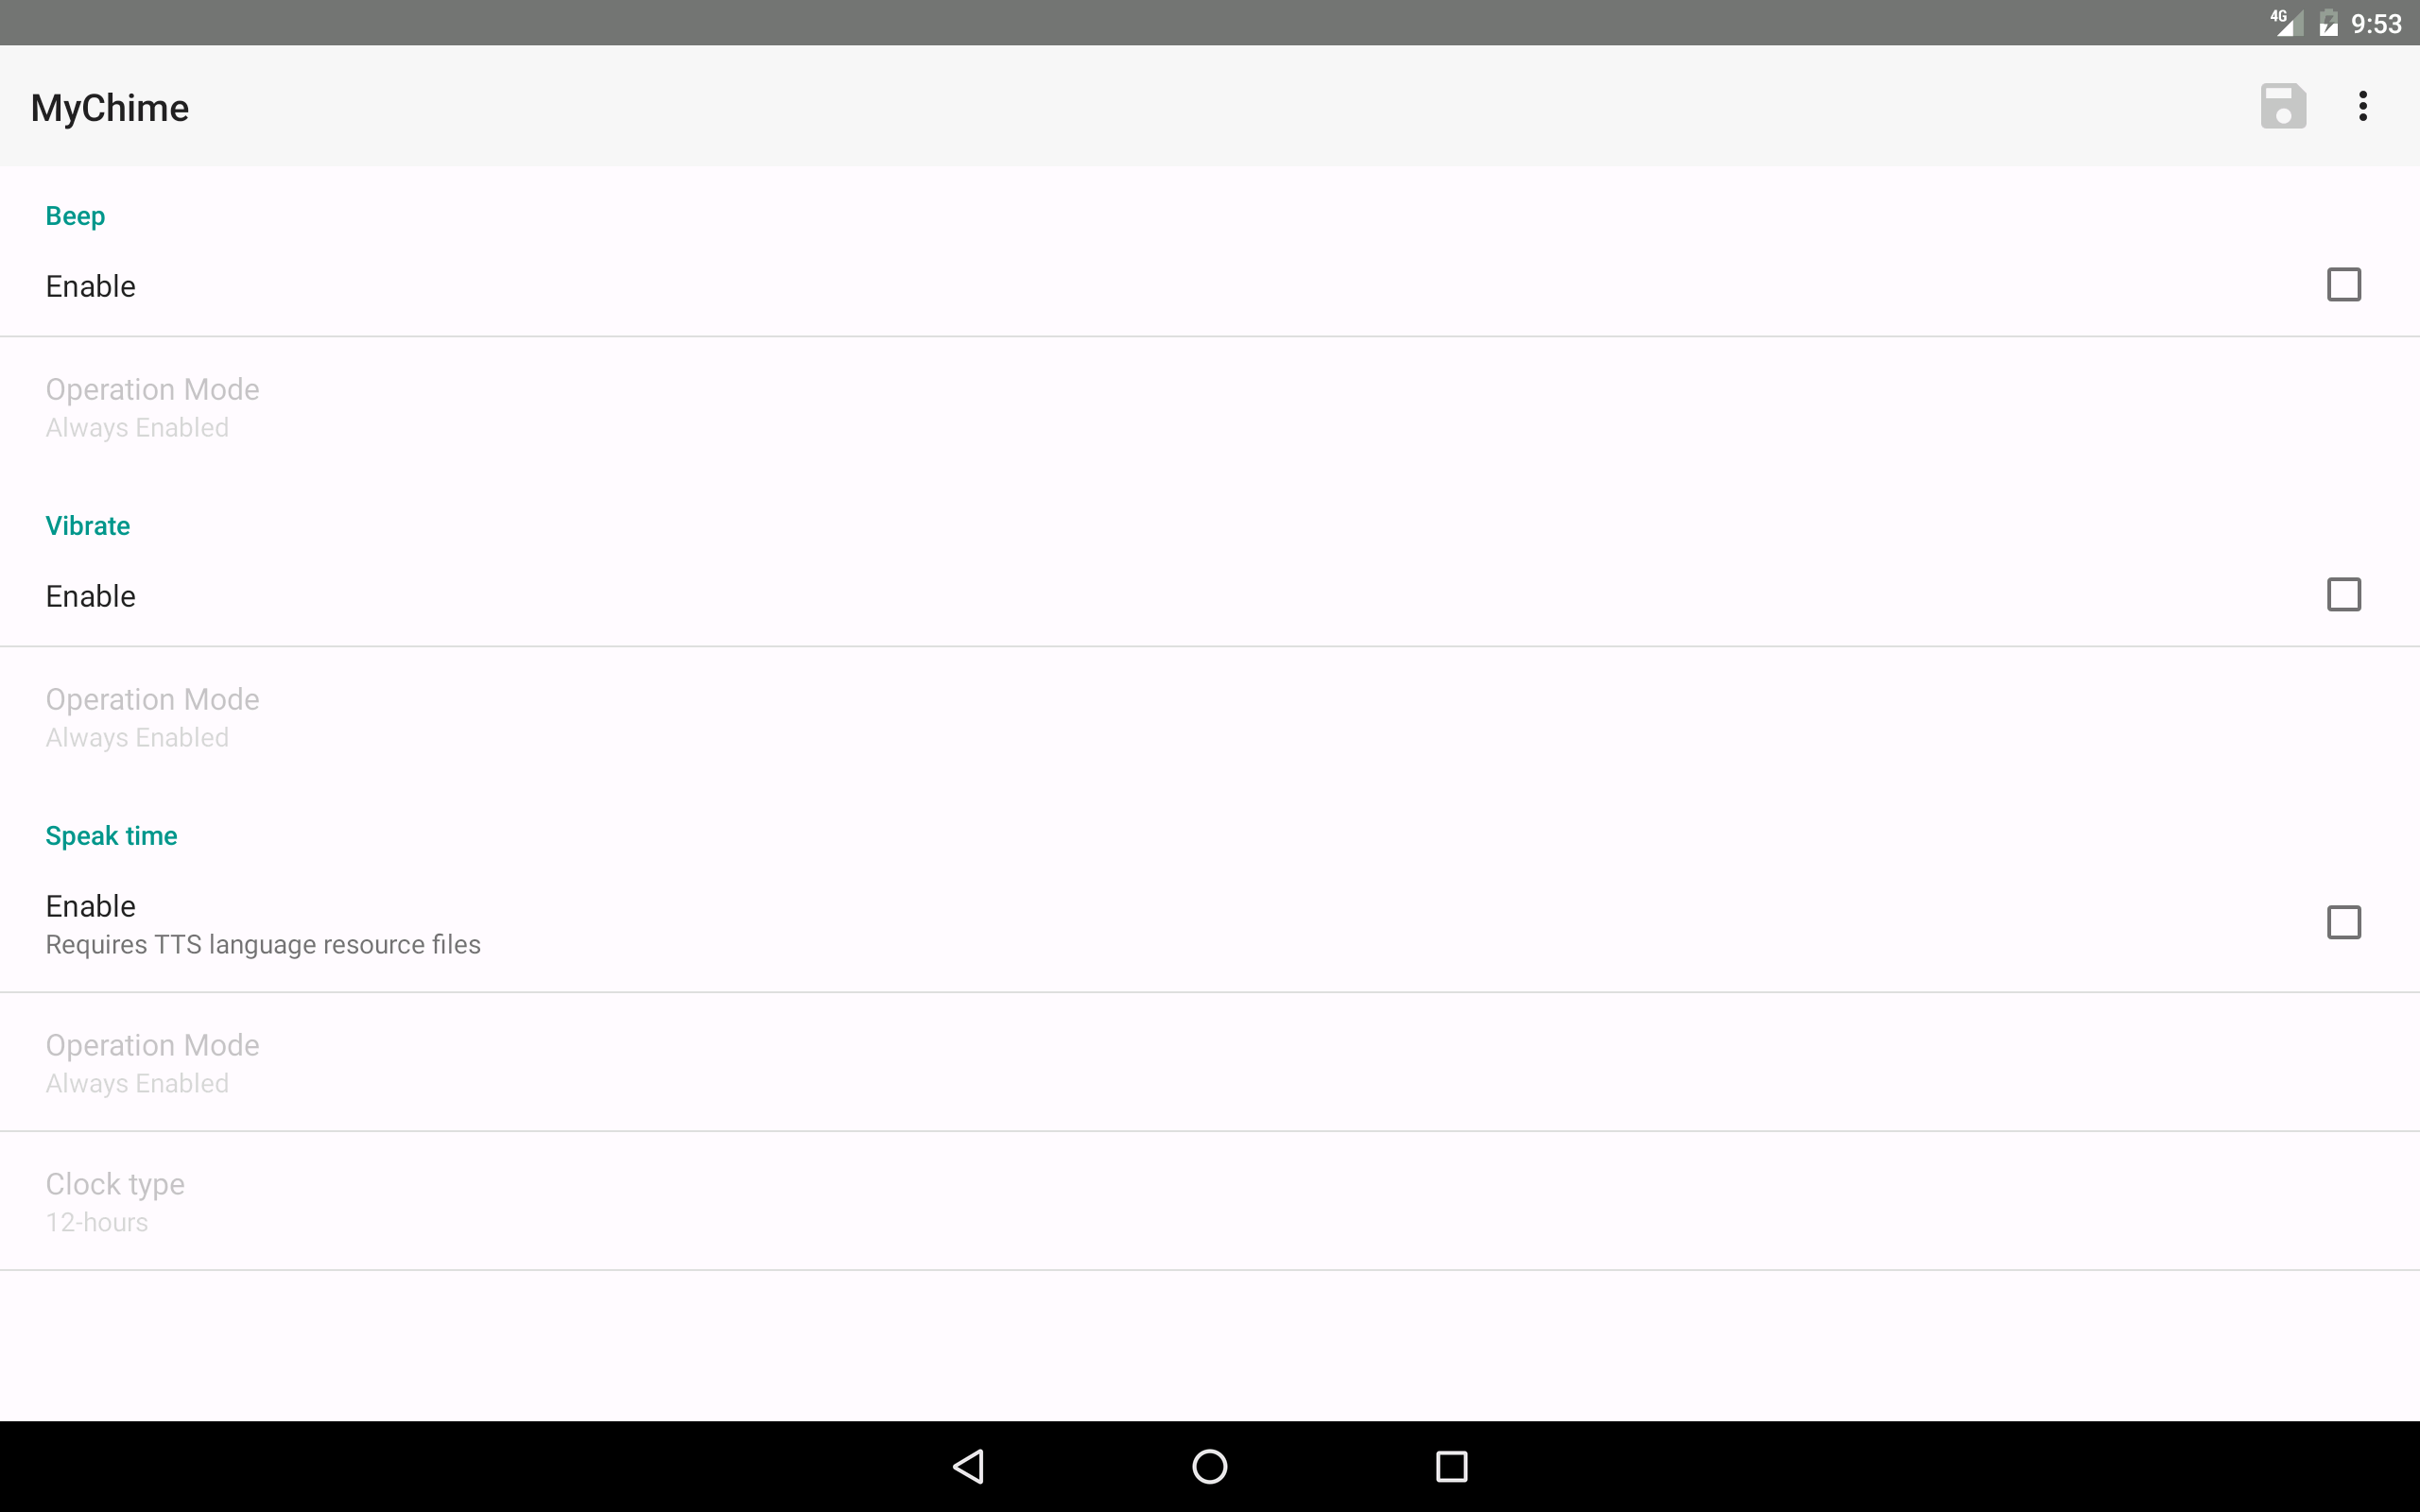 4G 9:53
MyChime
Beep
Enable
Operation Mode
Always Enabled
Vibrate
Enable
Operation Mode
Always Enabled
Speak time
Enable
Requires TTS language resource files
Operation Mode
Always Enabled
Clock type
12-hours